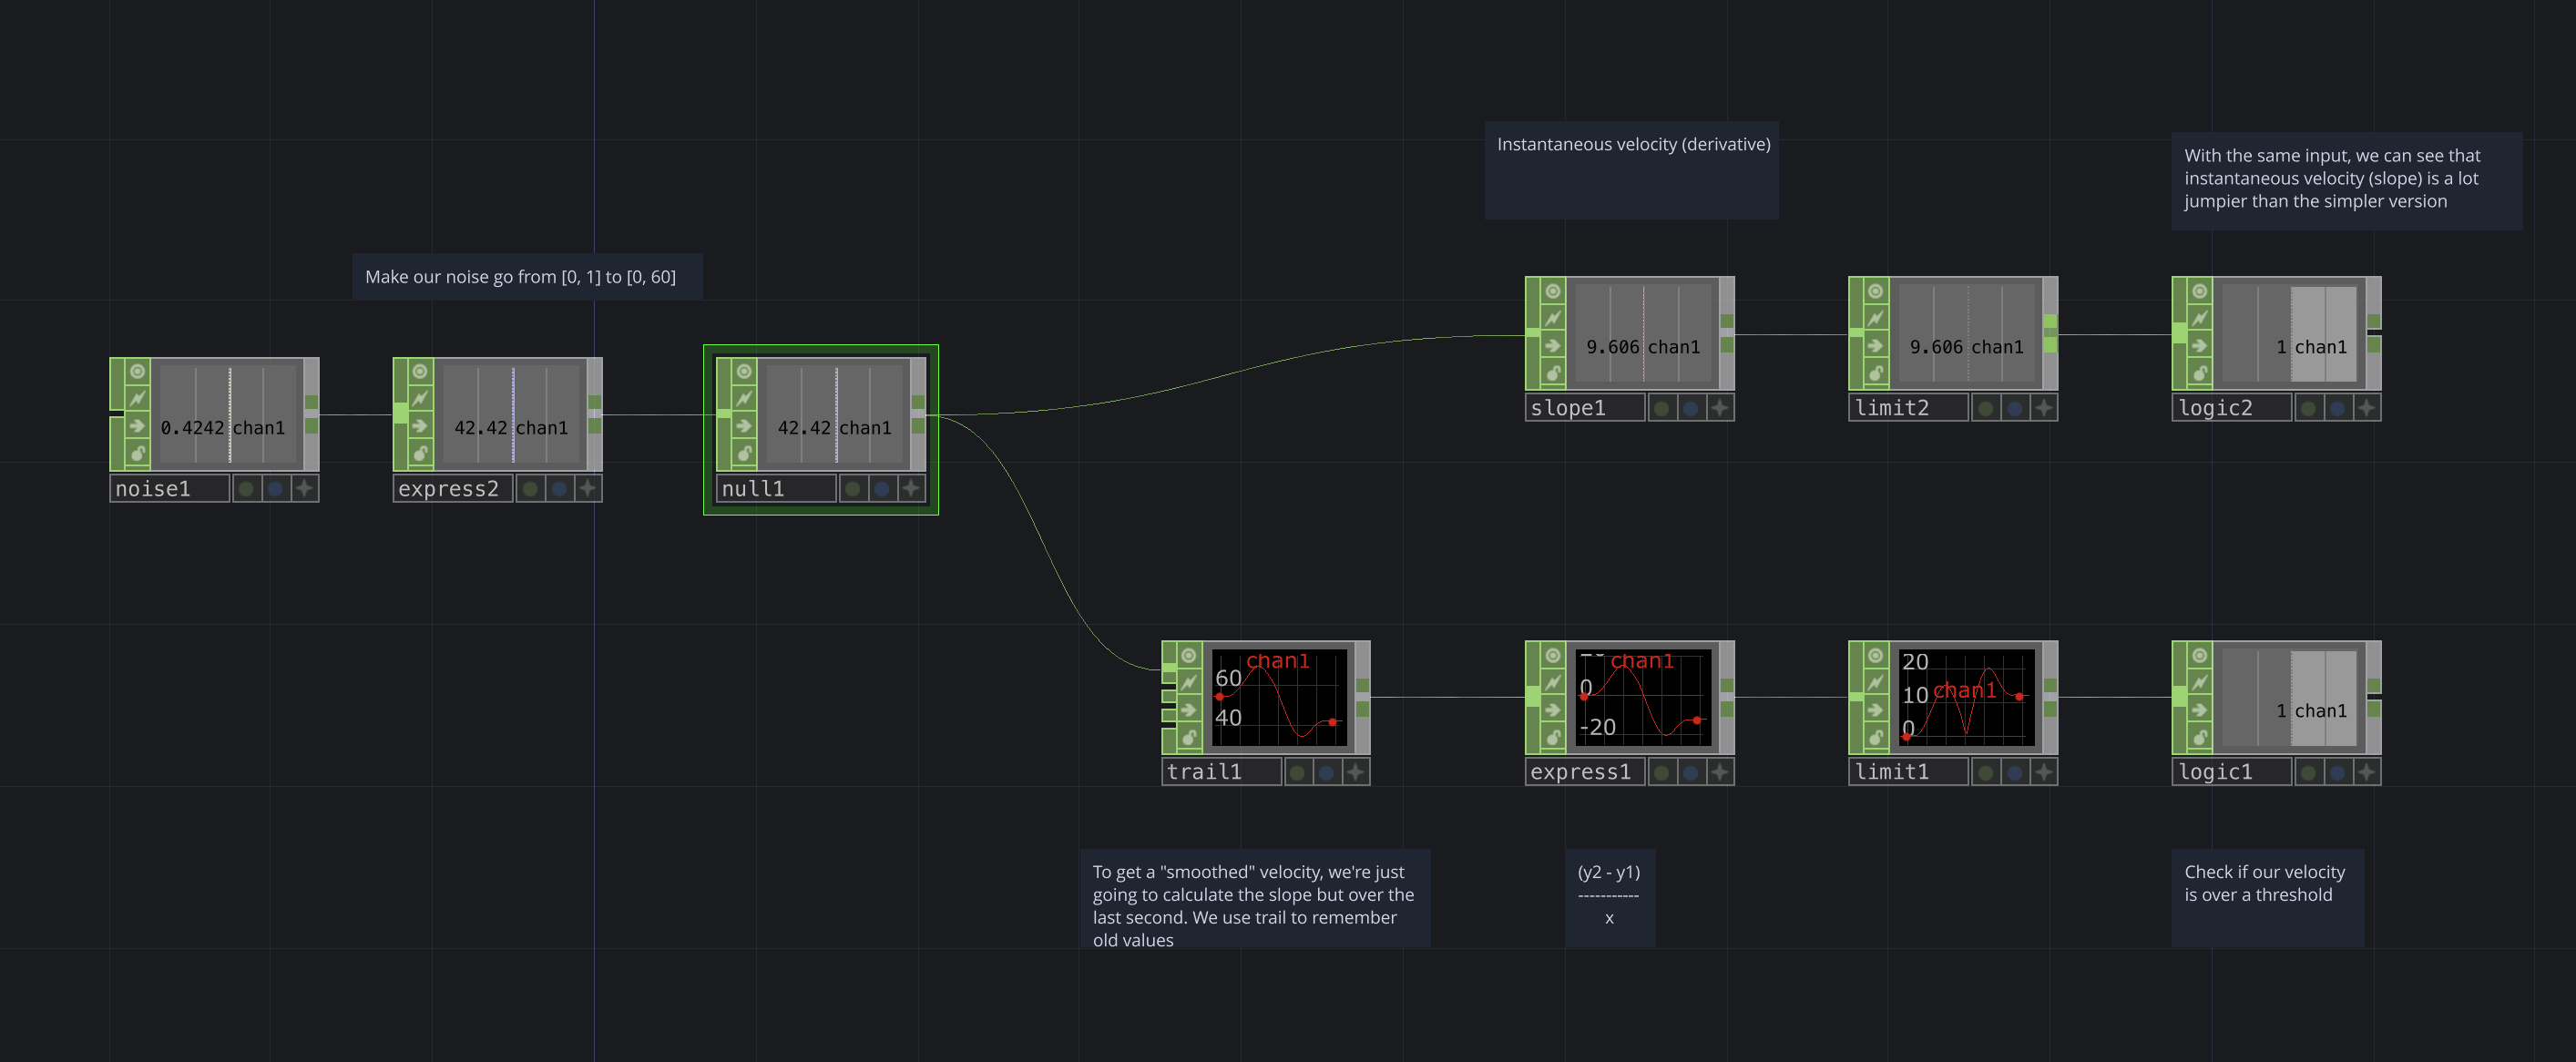 Instantaneous velocity (derivative)
With the same input, we can see that
instantaneous velocity (slope) is a lot
jumpier than the simpler version
Make our noise go from [0, 1] to [0, 60]
9.606 chan1
slope1
9.606 chan1
limit2
1 chan1
logic2
0.4242 chan1
noise1
42.42 chan1
express2
42.42 chan1
null1
chan1
60
40
trail1
chan1
0
-20
express1
20
10 chan1
0
limit1
1 chan1
logic1
To get a "smoothed" velocity, we're just
going to calculate the slope but over the
last second. We use trail to remember
old values
(y2 - y1)
-----------
x
Check if our velocity
is over a threshold